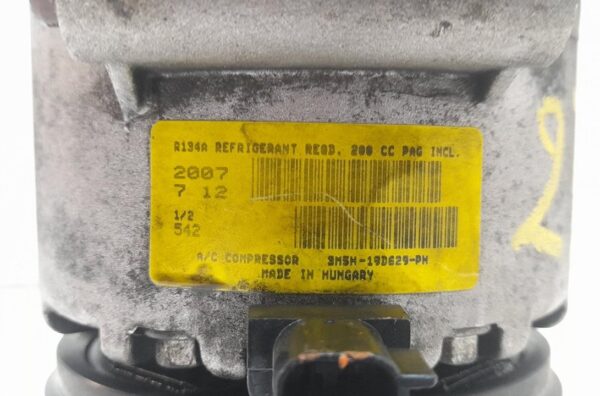 R134A REFRIGERANT REQD. 200 CC PAG INCL.
2007
7 12
1/2
542
A/C COMPRESSOR 3M5H-19D629-PH
MADE IN HUNGARY
2